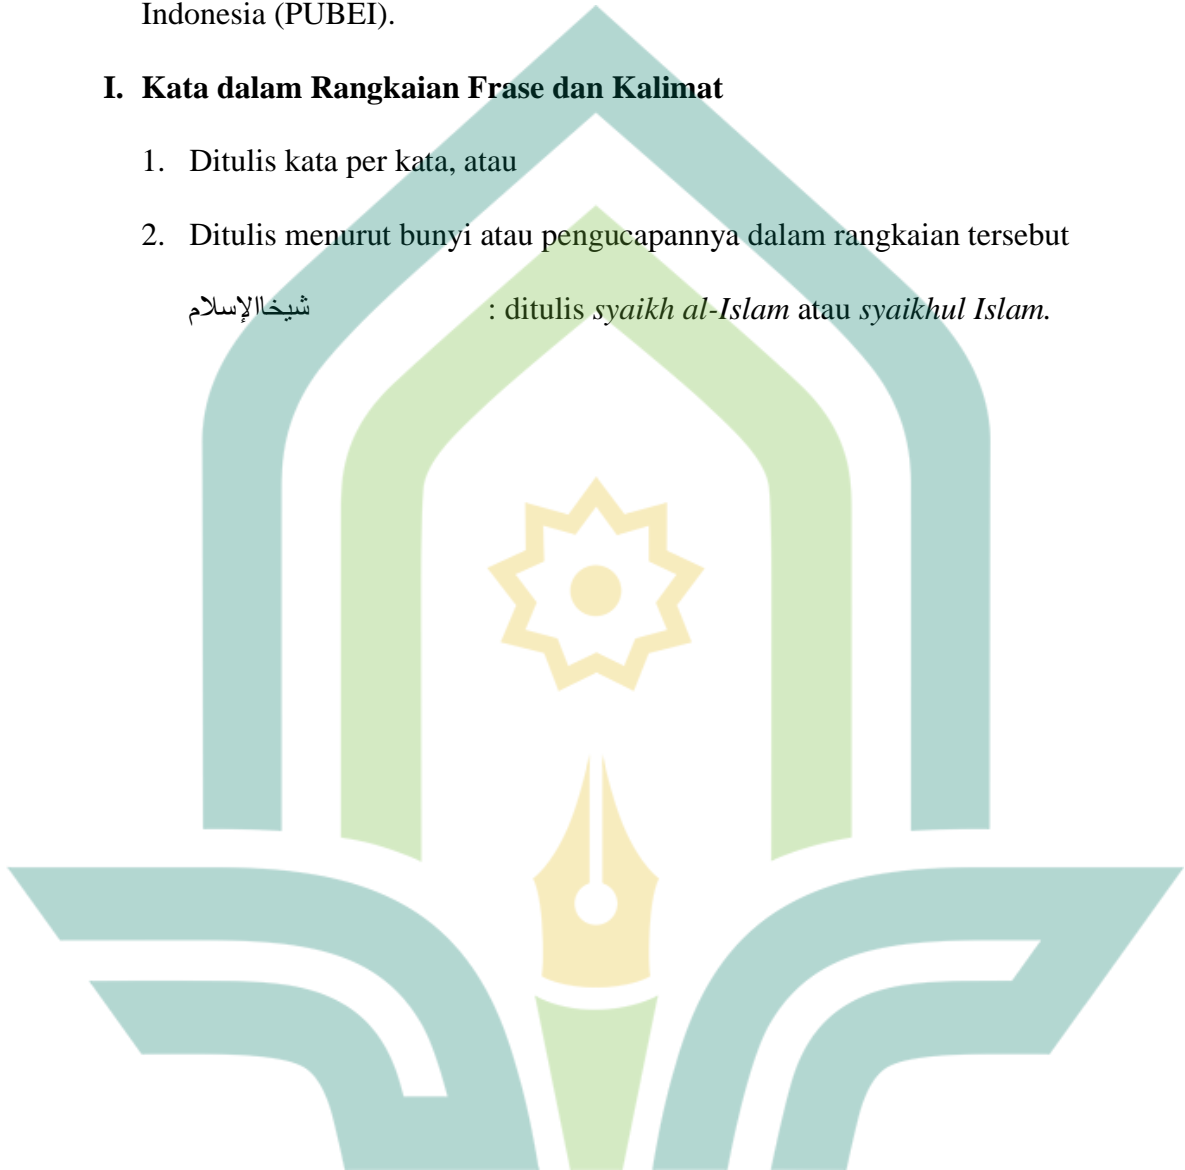 Indonesia (PUBEI).
I. Kata dalam Rangkaian Frase dan Kalimat
1. Ditulis kata per kata, atau
2. Ditulis menurut bunyi atau pengucapannya dalam rangkaian tersebut
شيخاالإسلام : ditulis syaikh al-Islam atau syaikhul Islam.